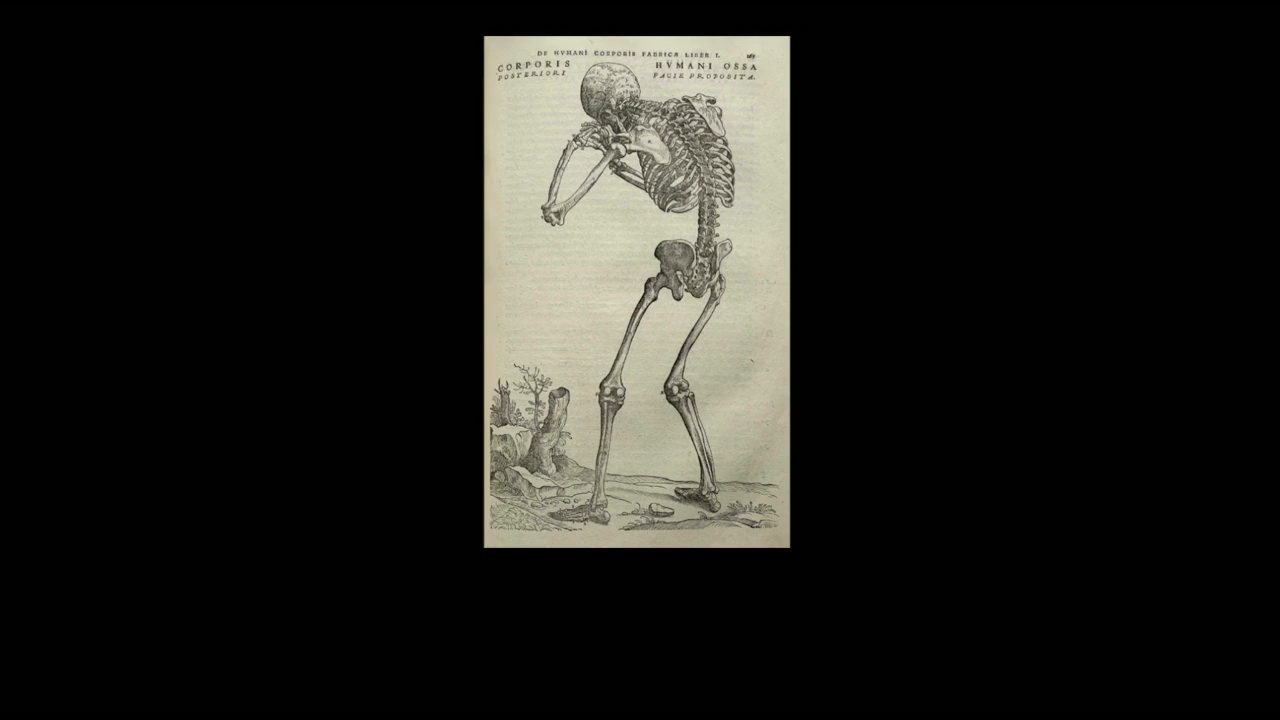 DE HVMANI CORPORIS FABRICA LIBER I.
CORPORIS HVMANI OSSA
POSTERIORI FACIE PROPOSITA.